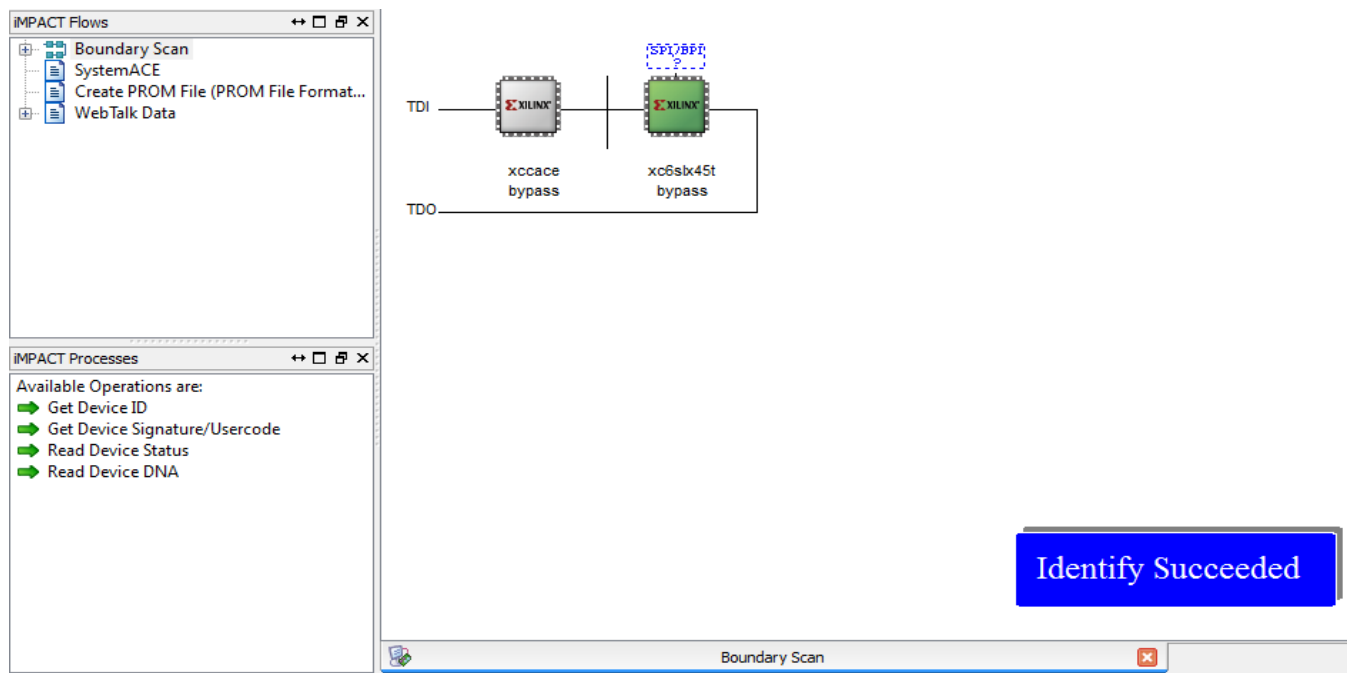 iMPACT Flows
Boundary Scan
SystemACE
Create PROM File (PROM File Format...
WebTalk Data
iMPACT Processes
Available Operations are:
Get Device ID
Get Device Signature/Usercode
Read Device Status
Read Device DNA
SPI/BPI
?
TDI
XILINX
XILINX
xccace
bypass
xc6slx45t
bypass
TDO
Identify Succeeded
Boundary Scan